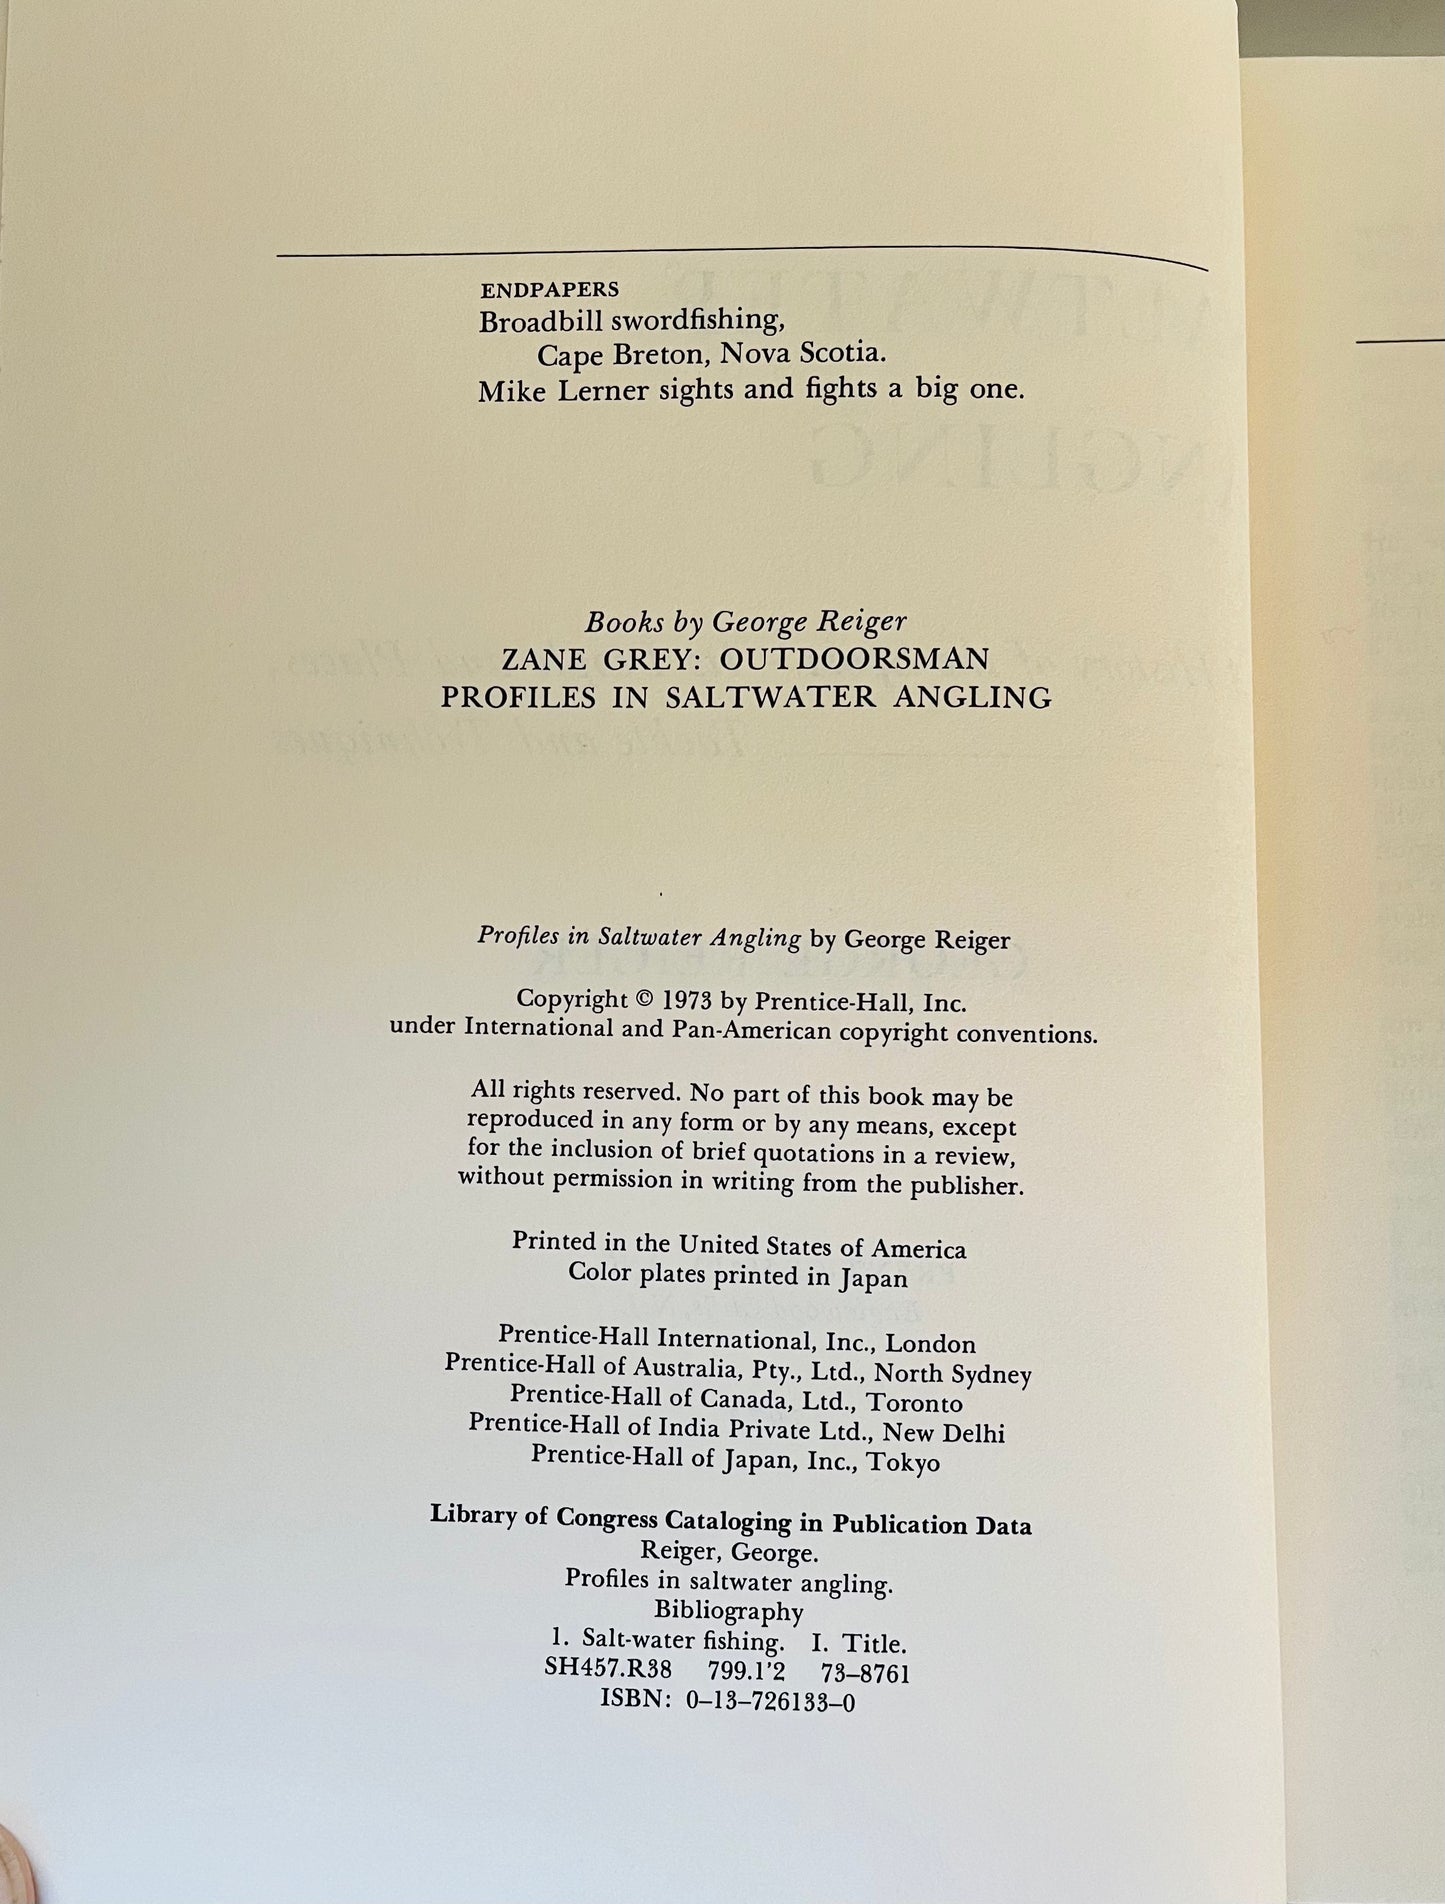 ENDPAPERS
Broadbill swordfishing,
Cape Breton, Nova Scotia.
Mike Lerner sights and fights a big one.
Books by George Reiger
ZANE GREY: OUTDOORSMAN
PROFILES IN SALTWATER ANGLING
Profiles in Saltwater Angling by George Reiger
Copyright © 1973 by Prentice-Hall, Inc.
under International and Pan-American copyright conventions.
All rights reserved. No part of this book may be
reproduced in any form or by any means, except
for the inclusion of brief quotations in a review,
without permission in writing from the publisher.
Printed in the United States of America
Color plates printed in Japan
Prentice-Hall International, Inc., London
Prentice-Hall of Australia, Pty., Ltd., North Sydney
Prentice-Hall of Canada, Ltd., Toronto
Prentice-Hall of India Private Ltd., New Delhi
Prentice-Hall of Japan, Inc., Tokyo
Library of Congress Cataloging in Publication Data
Reiger, George.
Profiles in saltwater angling.
Bibliography
1. Salt-water fishing. I. Title.
SH457.R38 799.1'2 73–8761
ISBN: 0–13–726133–0